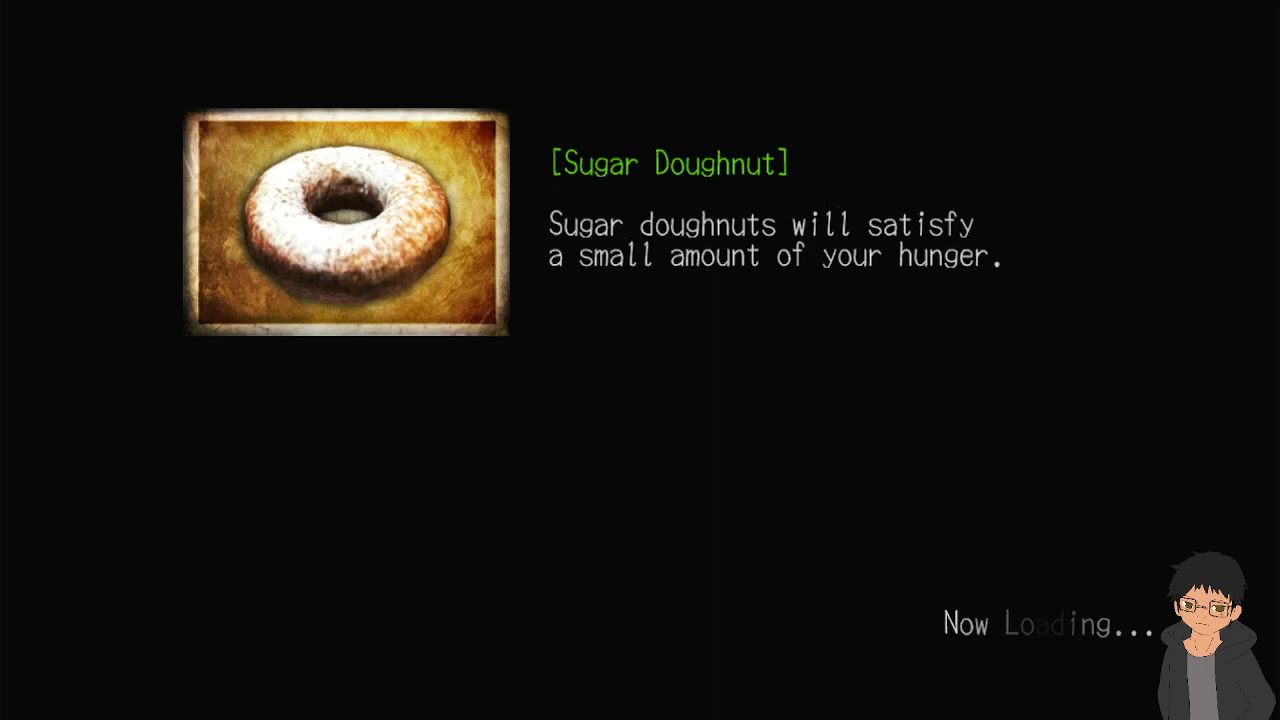 [Sugar Doughnut]
Sugar doughnuts will satisfy
a small amount of your hunger.
Now Loading...